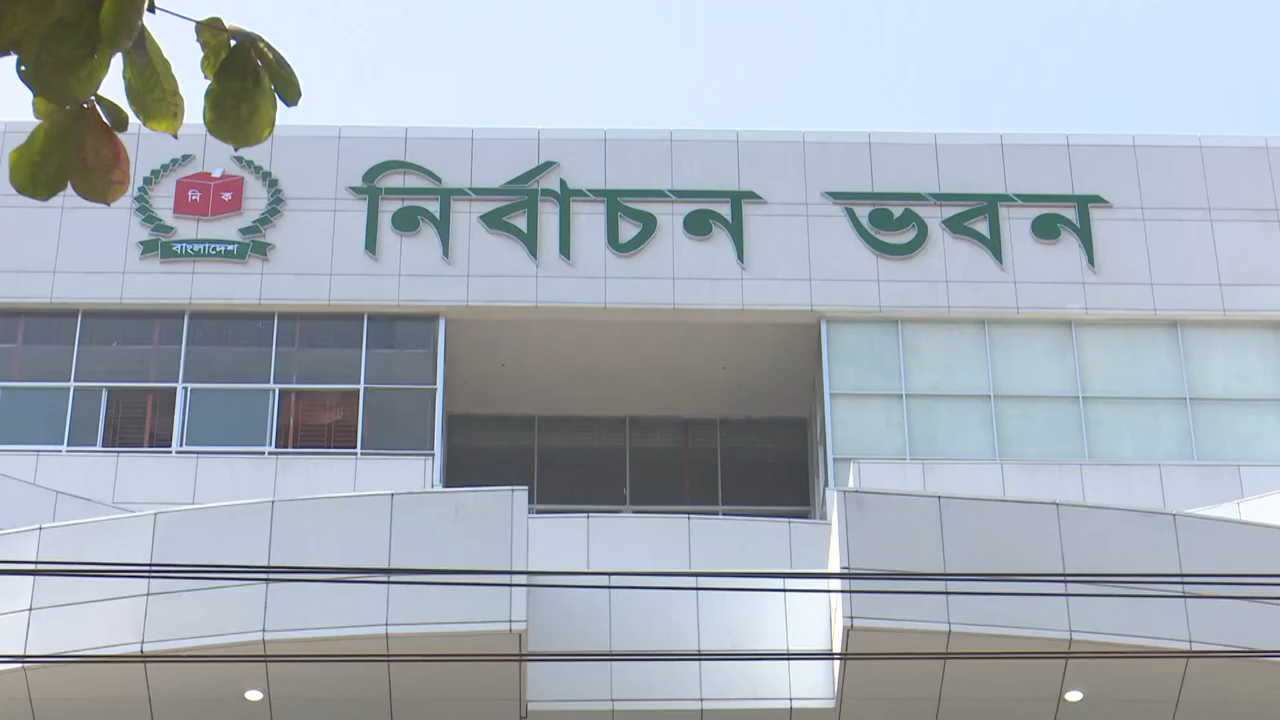 নি ক
বাংলাদেশ
নির্বাচন ভবন